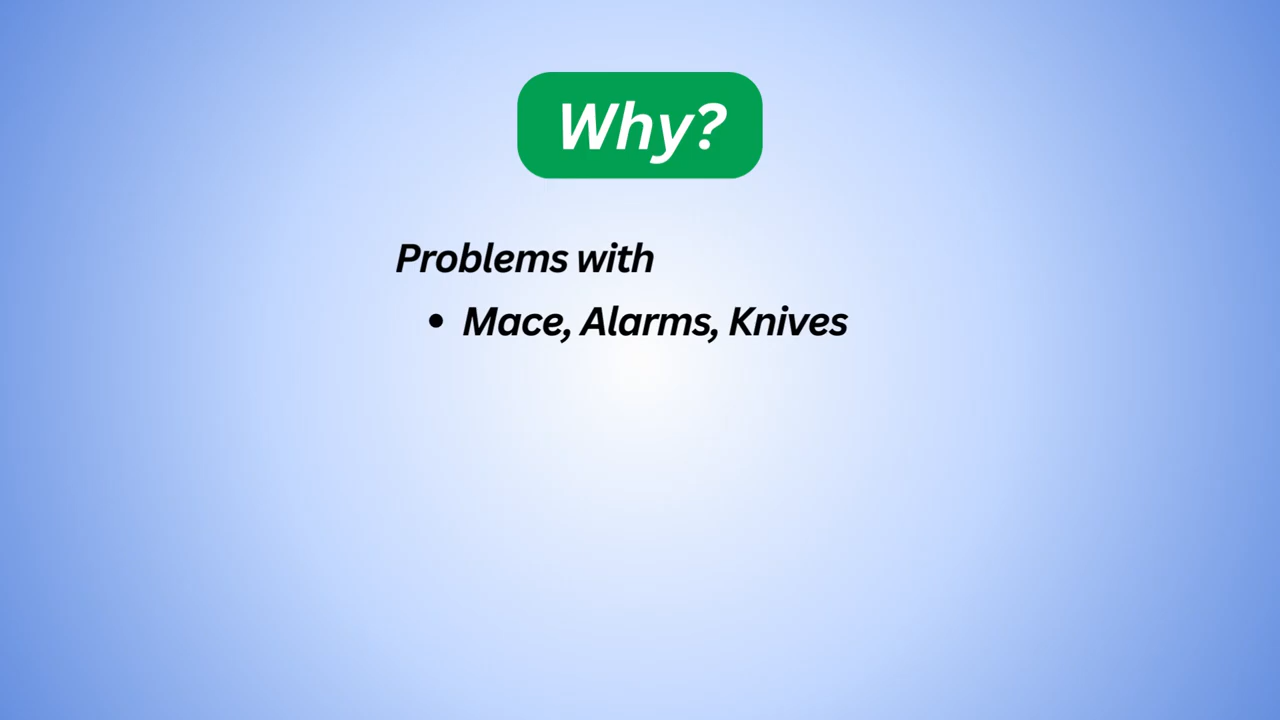 Why?
Problems with
• Mace, Alarms, Knives